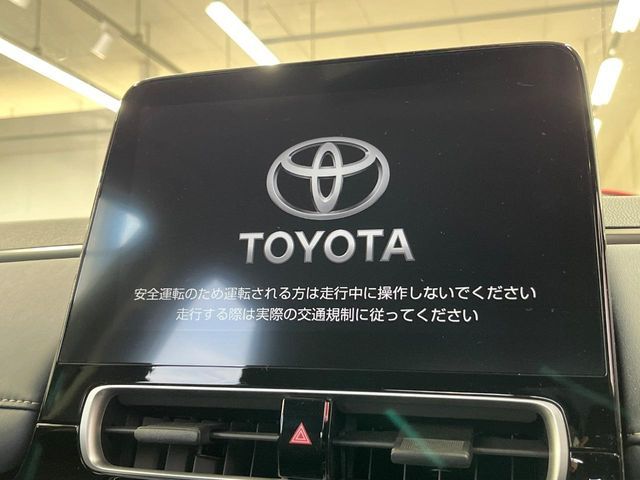 TOYOTA
安全運転のため運転される方は走行中に操作しないでください
走行する際は実際の交通規制に従ってください